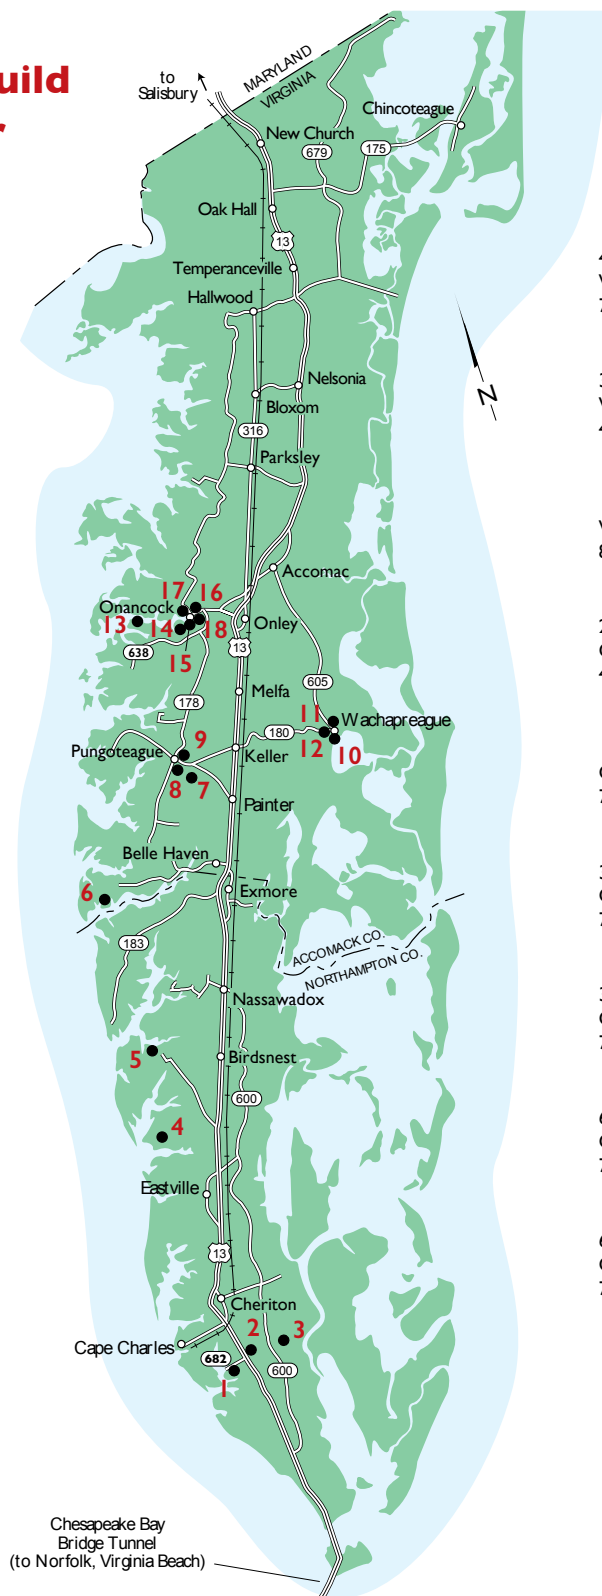 uild
to
Salisbury
MARYLAND
VIRGINIA
Chincoteague
New Church
679
175
Oak Hall
13
Temperanceville
Hallwood
Nelsonia
Bloxom
N
316
Parksley
Accomac
17
16
Onancock
13
14
18
Onley
15
638
13
605
178
Melfa
11
Wachapreague
9
180
12
10
Pungoteague
Keller
8
7
Painter
Belle Haven
6
Exmore
183
ACCOMACK CO.
NORTHAMPTON CO.
Nassawadox
5
Birdsnest
600
4
Eastville
13
Cheriton
2
3
Cape Charles
682
1
600
Chesapeake Bay
Bridge Tunnel
(to Norfolk, Virginia Beach)